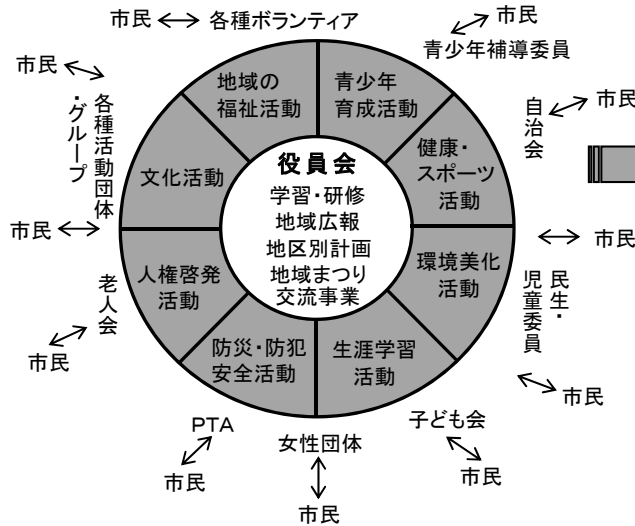 市民
各種ボランティア
市民
青少年補導委員
市民
各種活動団体
・グループ
自治会
市民
地域の
福祉活動
青少年
育成活動
文化活動
健康・
スポーツ
活動
役員会
学習・研修
地域広報
地区別計画
地域まつり
交流事業
市民
市民
人権啓発
活動
環境美化
活動
老人会
民生・
児童委員
防災・防犯
安全活動
生涯学習
活動
市民
市民
PTA
女性団体
子ども会
市民
市民
市民